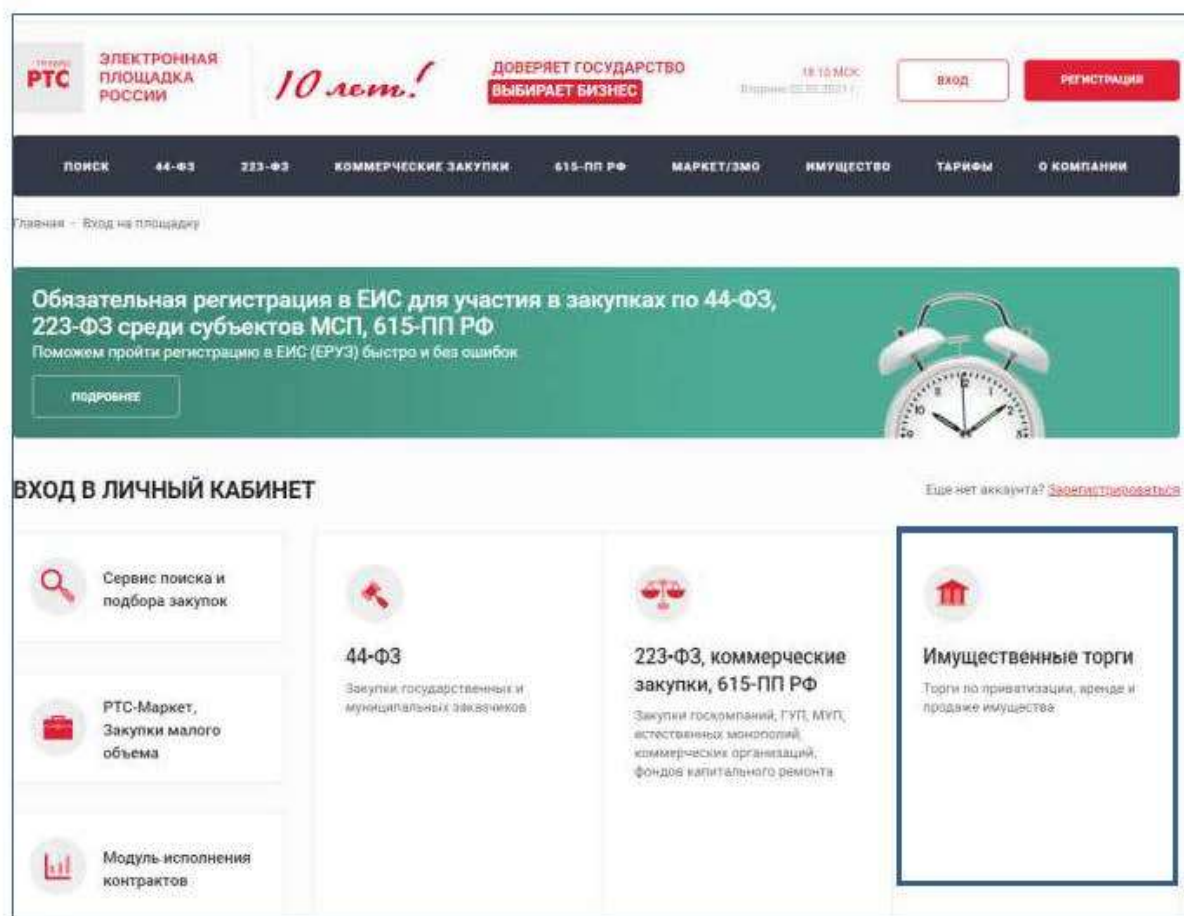 РТС
ЭЛЕКТРОННАЯ
ПЛОЩАДКА
РОССИИ
10 лет!
ДОВЕРЯЕТ ГОСУДАРСТВО
ВЫБИРАЕТ БИЗНЕС
18:10 МСК
ВХОД
РЕГИСТРАЦИЯ
ПОИСК 44-ФЗ 223-ФЗ КОММЕРЧЕСКИЕ ЗАКУПКИ 615-ПП РФ МАРКЕТ/ЗМО ИМУЩЕСТВО ТАРИФЫ О КОМПАНИИ
Главная - Вход на площадку
Обязательная регистрация в ЕИС для участия в закупках по 44-ФЗ,
223-ФЗ среди субъектов МСП, 615-ПП РФ
Поможем пройти регистрацию в ЕИС (ЕРУЗ) быстро и без ошибок
ПОДРОБНЕЕ
ВХОД В ЛИЧНЫЙ КАБИНЕТ
Еще нет аккаунта? Зарегистрироваться
Сервис поиска и
подбора закупок
РТС-Маркет,
Закупки малого
объема
Модуль исполнения
контрактов
44-ФЗ
Закупки государственных и
муниципальных заказчиков
223-ФЗ, коммерческие
закупки, 615-ПП РФ
Закупки госкомпаний, ГУП, МУП,
естественных монополий,
коммерческих организаций,
фондов капитального ремонта
Имущественные торги
Торги по приватизации, аренде и
продаже имущества